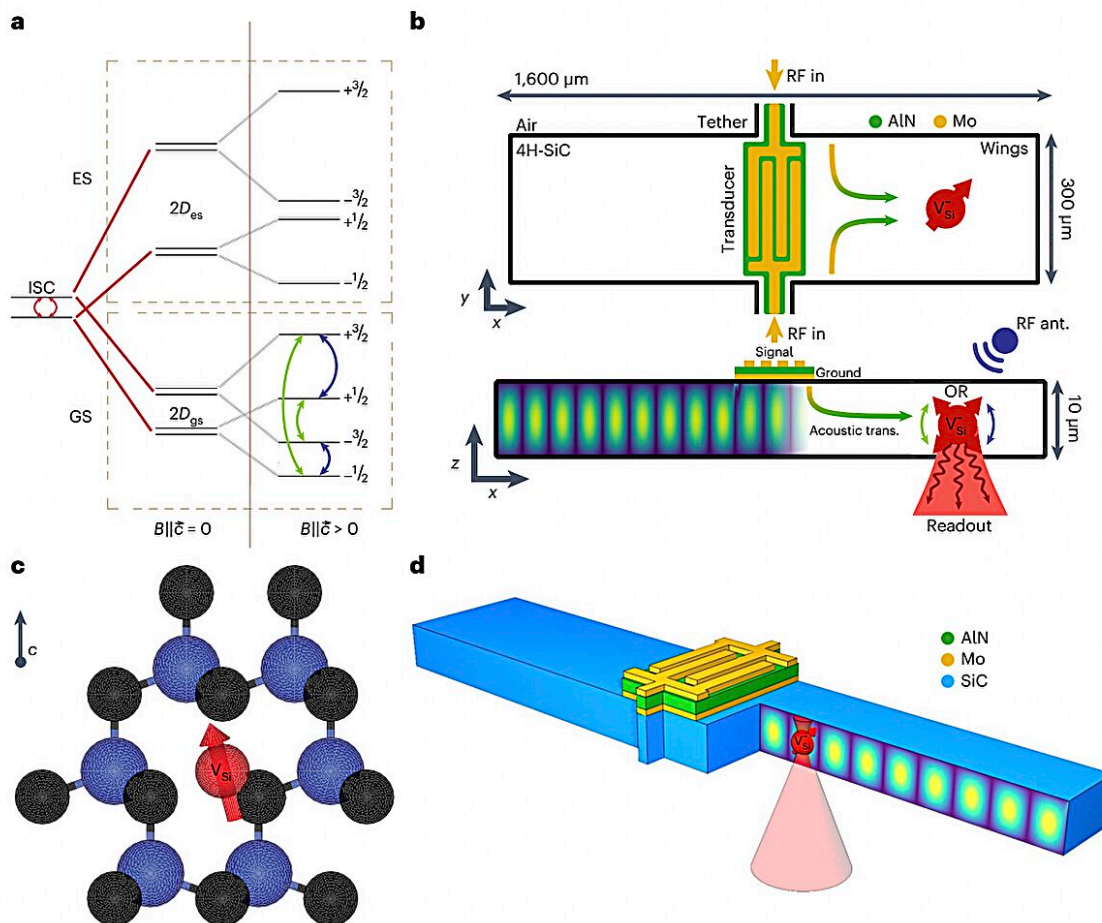 a
ES
GS
ISC
2D_es
2D_gs
+3/2
−3/2
+1/2
−1/2
+3/2
+1/2
−3/2
−1/2
B||c⃗ = 0
B||c⃗ > 0
b
RF in
1,600 μm
Tether
AlN
Mo
Air
4H-SiC
Wings
Transducer
V_Si^-
300 μm
y
x
RF in
RF ant.
Signal
Ground
OR
V_Si^-
Acoustic trans.
10 μm
z
x
Readout
c
c
V_Si
d
AlN
Mo
SiC
V_Si^-